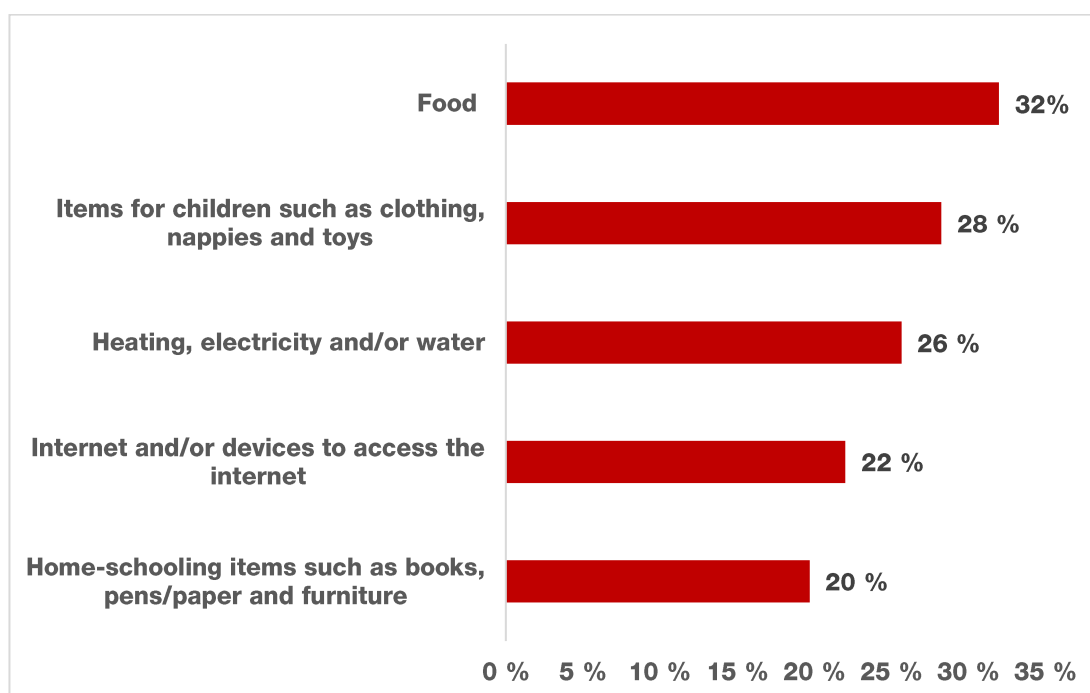 Food
32%
Items for children such as clothing,
nappies and toys
28 %
Heating, electricity and/or water
26 %
Internet and/or devices to access the
internet
22 %
Home-schooling items such as books,
pens/paper and furniture
20 %
0 % 5 % 10 % 15 % 20 % 25 % 30 % 35 %